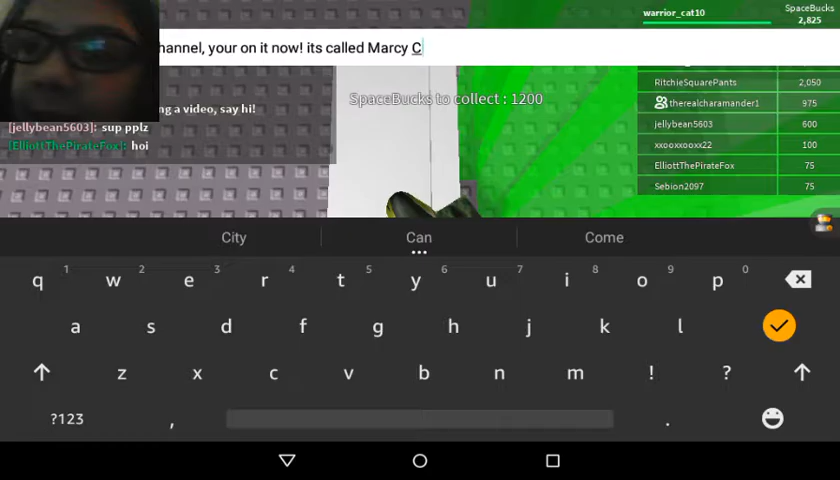 warrior_cat10
SpaceBucks
2,825
hannel, your on it now! its called Marcy C
ng a video, say hi!
SpaceBucks to collect : 1200
[jellybean5603]: sup pplz
[ElliottThePirateFox]: hoi
RitchieSquarePants 2,050
therealcharamander1 975
jellybean5603 600
xxooxxooxx22 100
ElliottThePirateFox 75
Sebion2097 75
City Can Come
q 1 w 2 e 3 r 4 t 5 y 6 u 7 i 8 o 9 p 0
a s d f g h j k l
z x c v b n m ! ?
?123 , .